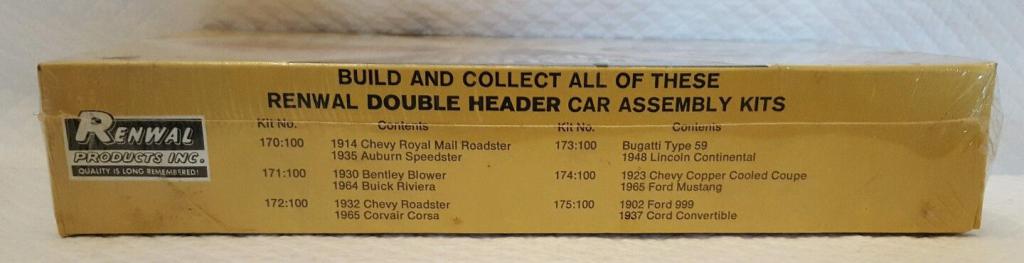 BUILD AND COLLECT ALL OF THESE
RENWAL DOUBLE HEADER CAR ASSEMBLY KITS
RENWAL
PRODUCTS INC.
QUALITY IS LONG REMEMBERED!
Kit No. Contents
170:100 1914 Chevy Royal Mail Roadster
1935 Auburn Speedster
171:100 1930 Bentley Blower
1964 Buick Riviera
172:100 1932 Chevy Roadster
1965 Corvair Corsa
Kit No. Contents
173:100 Bugatti Type 59
1948 Lincoln Continental
174:100 1923 Chevy Copper Cooled Coupe
1965 Ford Mustang
175:100 1902 Ford 999
1937 Cord Convertible